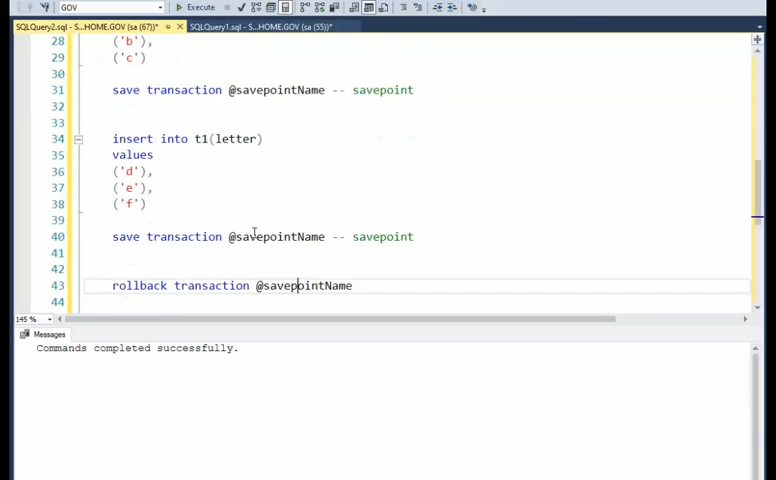 GOV Execute
SQLQuery2.sql - S...HOME.GOV (sa (67))* SQLQuery1.sql - S...HOME.GOV (sa (55))*
28 ('b'),
29 ('c')
30
31 save transaction @savepointName -- savepoint
32
33
34 insert into t1(letter)
35 values
36 ('d'),
37 ('e'),
38 ('f')
39
40 save transaction @savepointName -- savepoint
41
42
43 rollback transaction @savepointName
44
145 %
Messages
Commands completed successfully.